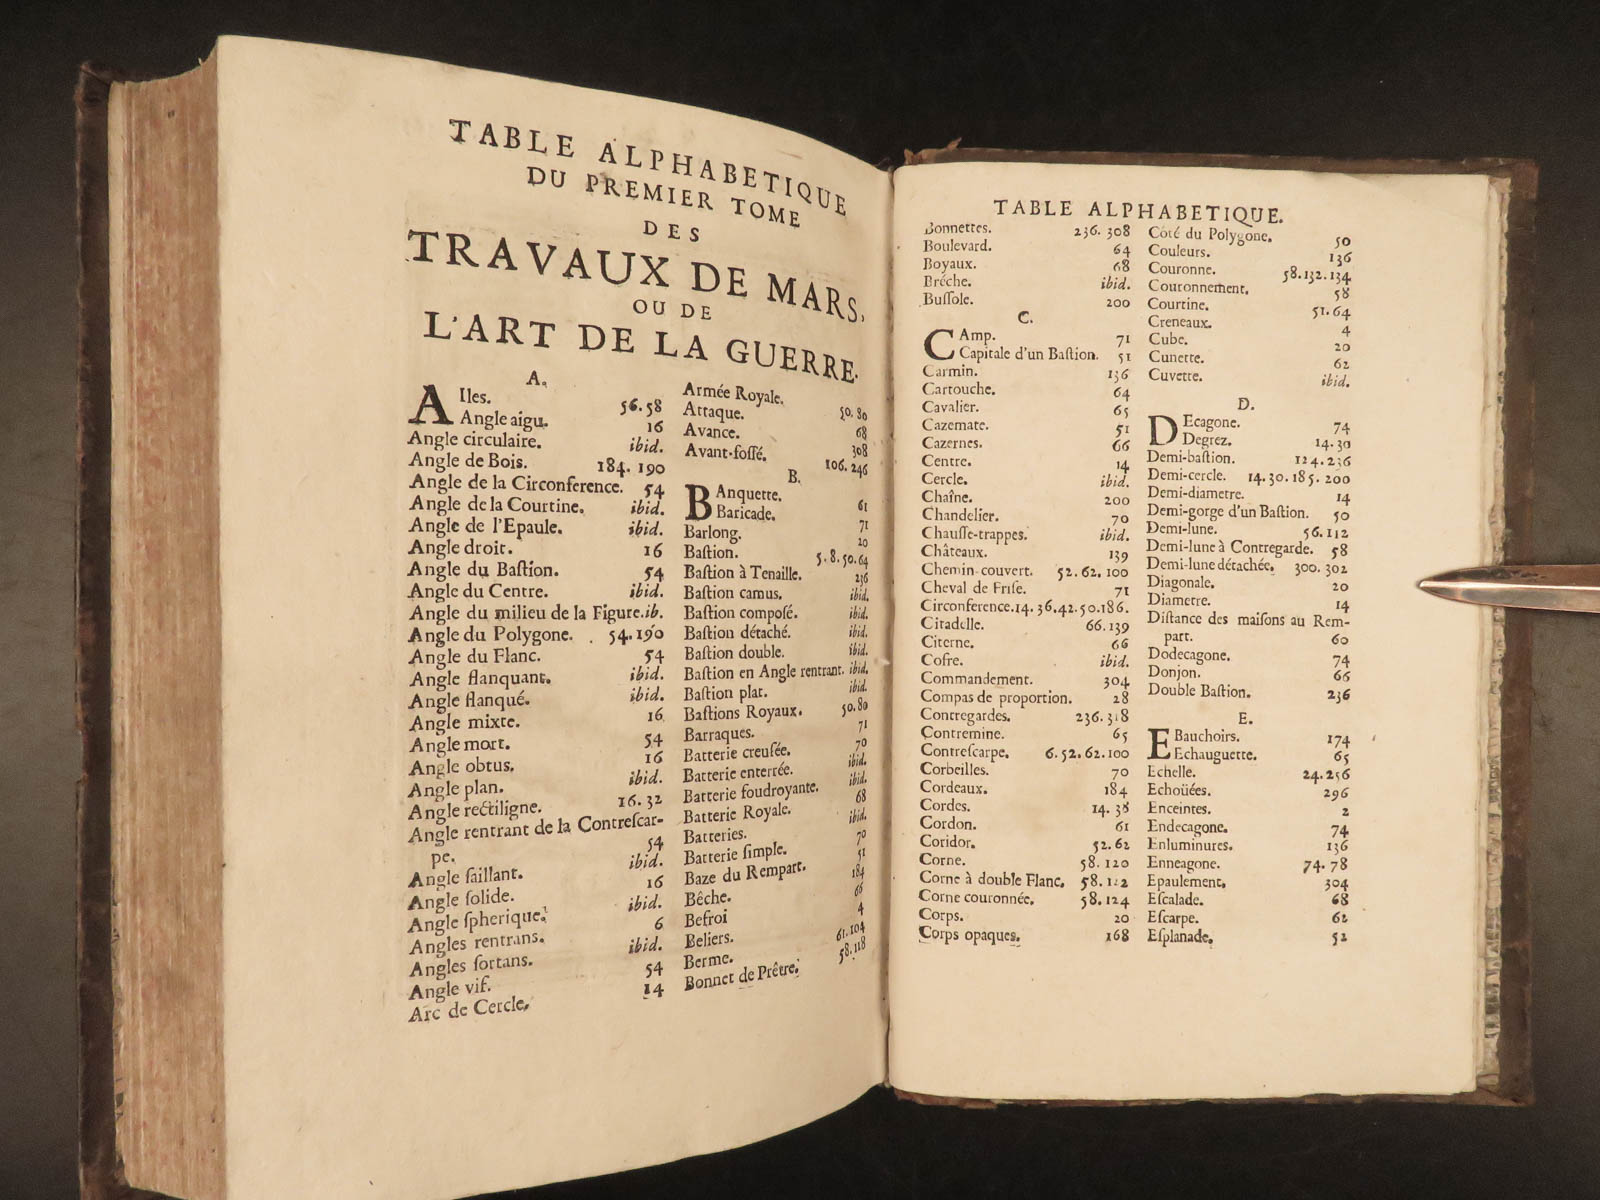 TABLE ALPHABETIQUE
DU PREMIER TOME
DES
TRAVAUX DE MARS,
OU DE
L'ART DE LA GUERRE.
A.
AIles. 56.58
Angle aigu. 16
Angle circulaire. ibid.
Angle de Bois. 184.190
Angle de la Circonference. 54
Angle de la Courtine. ibid.
Angle de l'Epaule. ibid.
Angle droit. 16
Angle du Bastion. 54
Angle du Centre. ibid.
Angle du milieu de la Figure. ib.
Angle du Polygone. 54.190
Angle du Flanc. 54
Angle flanquant. ibid.
Angle flanqué. ibid.
Angle mixte. 16
Angle mort. 54
Angle obtus. 16
Angle plan. ibid.
Angle rectiligne. 16.32
Angle rentrant de la Contrescar-
pe. 54
Angle saillant. ibid.
Angle solide. 16
Angle spherique. ibid.
Angles rentrans. 6
Angles sortans. ibid.
Angle vif. 54
Arc de Cercle. 14
Armée Royale. 50.80
Attaque. 68
Avance. 308
Avant-fossé. 106.246
B.
BAnquette. 61
Baricade. 71
Barlong. 20
Bastion. 5.8.50.64
Bastion à Tenaille. 236
Bastion camus. ibid.
Bastion composé. ibid.
Bastion détaché. ibid.
Bastion double. ibid.
Bastion en Angle rentrant. ibid.
Bastion plat. ibid.
Bastions Royaux. 50.80
Barraques. 71
Batterie creusée. 70
Batterie enterrée. ibid.
Batterie foudroyante. ibid.
Batterie Royale. 68
Batteries. ibid.
Batterie simple. 70
Baze du Rempart. 51
Bêche. 184
Befroi 66
Beliers. 4
Berme. 61.104
Bonnet de Prêtre. 58.118
TABLE ALPHABETIQUE.
Bonnettes. 236.308
Boulevard. 64
Boyaux. 68
Bréche. ibid.
Bussole. 200
C.
CAmp. 71
Capitale d'un Bastion. 51
Carmin. 136
Cartouche. 64
Cavalier. 65
Cazemate. 51
Cazernes. 66
Centre. 14
Cercle. ibid.
Chaîne. 200
Chandelier. 70
Chausse-trappes. ibid.
Châteaux. 139
Chemin couvert. 52.62.100
Cheval de Frise. 71
Circonference. 14.36.42.50.186.
Citadelle. 66.139
Citerne. 66
Cofre. ibid.
Commandement. 304
Compas de proportion. 28
Contregardes. 236.318
Contremine. 65
Contrescarpe. 6.52.62.100
Corbeilles. 70
Cordeaux. 184
Cordes. 14.38
Cordon. 61
Coridor. 52.62
Corne. 58.120
Corne à double Flanc. 58.122
Corne couronnée. 58.124
Corps. 20
Corps opaques. 168
Côté du Polygone. 50
Couleurs. 136
Couronne. 58.132.134
Couronnement. 58
Courtine. 51.64
Creneaux. 4
Cube. 20
Cunette. 62
Cuvette. ibid.
D.
DEcagone. 74
Degrez. 14.30
Demi-bastion. 124.236
Demi-cercle. 14.30.185.200
Demi-diametre. 14
Demi-gorge d'un Bastion. 50
Demi-lune. 56.112
Demi-lune à Contregarde. 58
Demi-lune détachée. 300.302
Diagonale. 20
Diametre. 14
Distance des maisons au Rem-
part. 60
Dodecagone. 74
Donjon. 66
Double Bastion. 236
E.
EBauchoirs. 174
Echauguette. 65
Echelle. 24.256
Echoüées. 296
Enceintes. 2
Endecagone. 74
Enluminures. 136
Enneagone. 74.78
Epaulement. 304
Escalade. 68
Escarpe. 62
Esplanade. 52